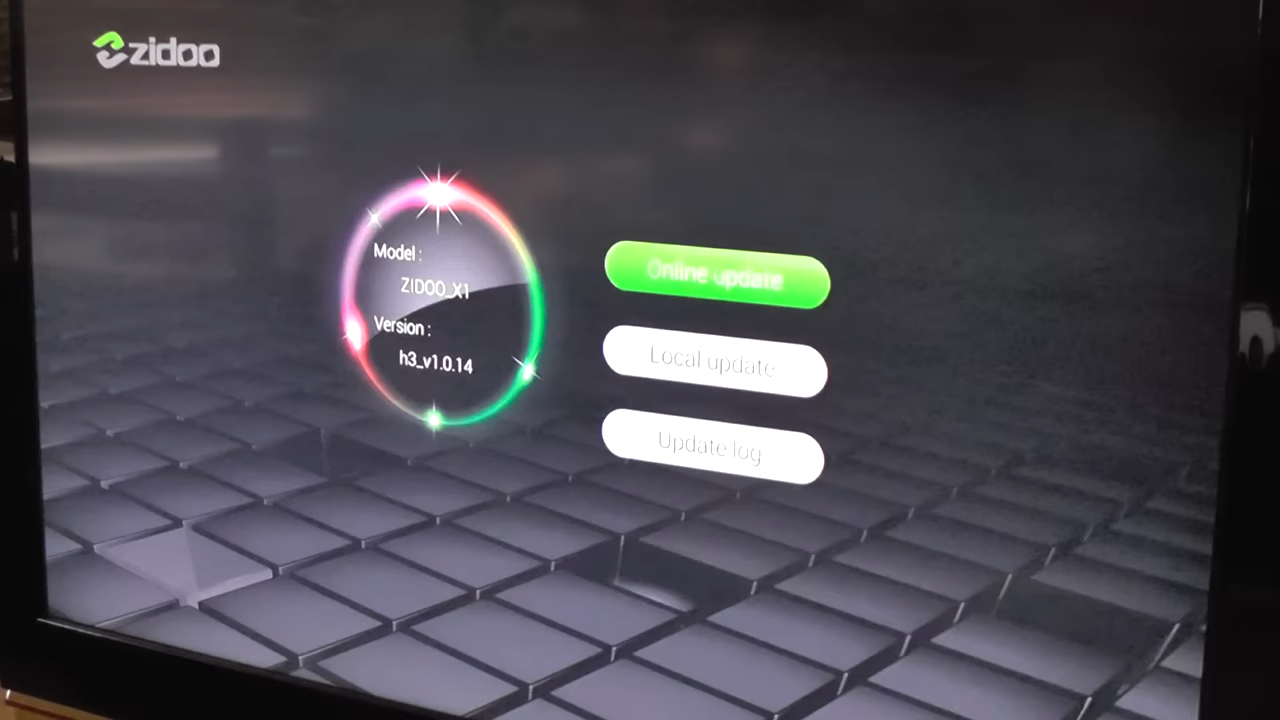 zidoo
Model :
ZIDOO_X1
Version :
h3_v1.0.14
Online update
Local update
Update log